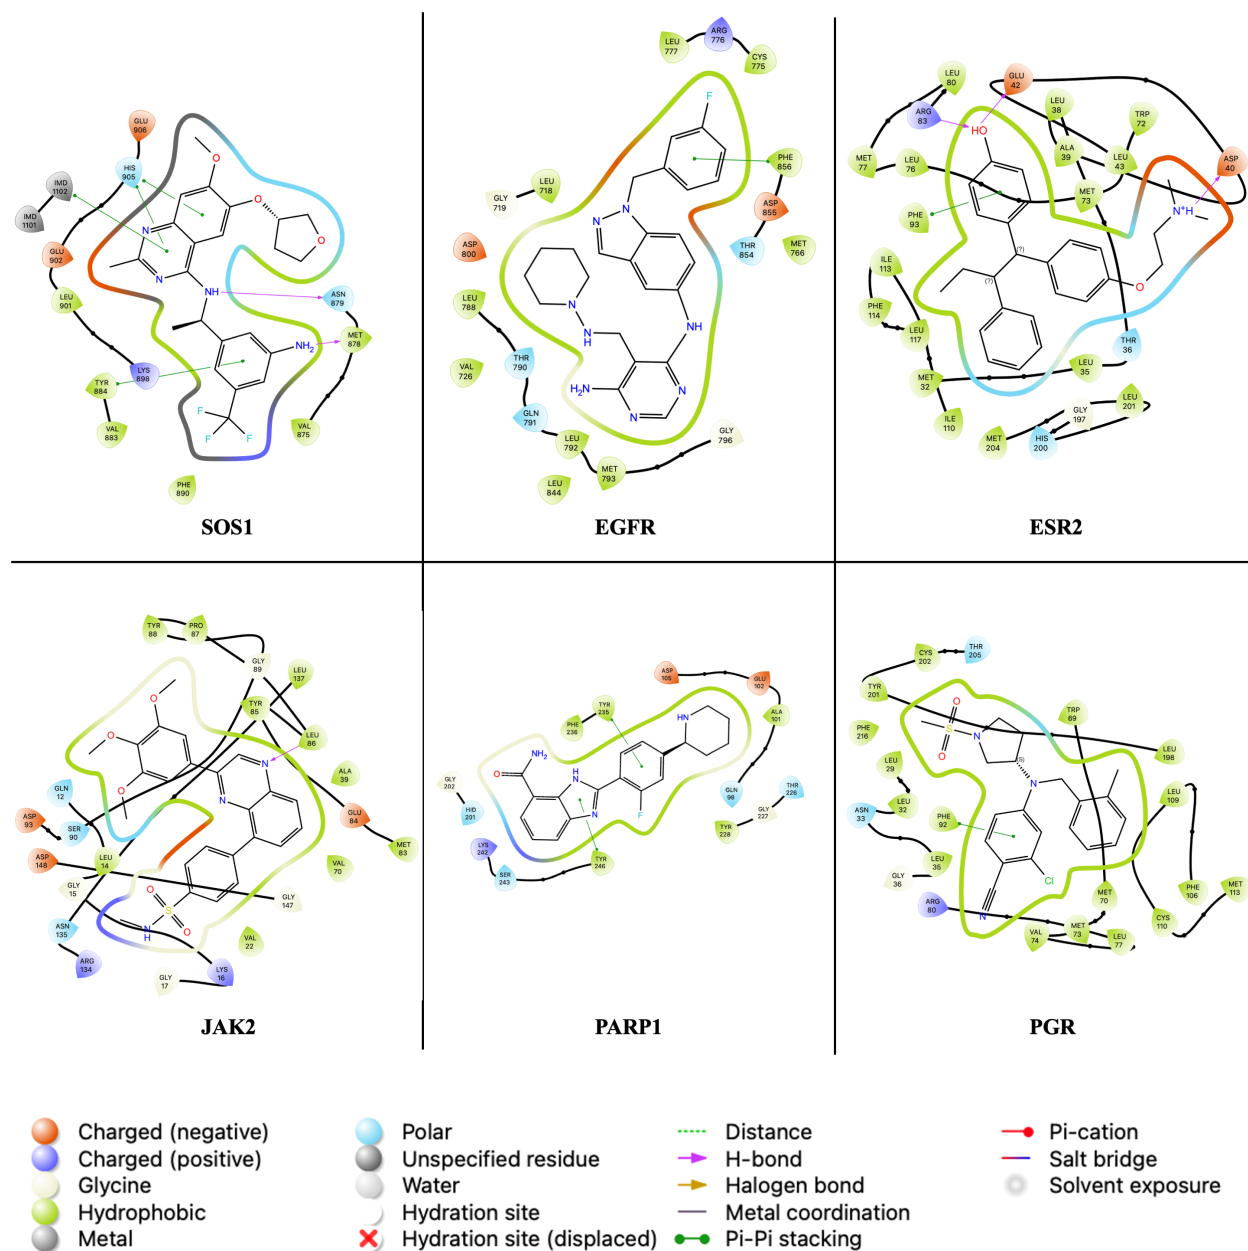 GLU
906
HIS
905
IMD
1102
IMD
1101
GLU
902
LEU
901
LYS
898
TYR
884
VAL
883
PHE
890
VAL
875
MET
878
ASN
879
O
O
O
N
N
NH
NH₂
F
F
F
SOS1
LEU
777
ARG
776
CYS
775
PHE
856
ASP
855
THR
854
MET
766
LEU
718
GLY
719
ASP
800
LEU
788
THR
790
VAL
726
GLN
791
LEU
792
MET
793
LEU
844
GLY
796
F
N
N
N
NH
NH
H₂N
N
N
EGFR
LEU
80
GLU
42
ARG
83
LEU
38
TRP
72
ALA
39
LEU
43
ASP
40
MET
77
LEU
76
MET
73
PHE
93
ILE
113
PHE
114
LEU
117
MET
32
ILE
110
THR
36
LEU
35
LEU
201
GLY
197
HIS
200
MET
204
HO
N⁺H
O
(?)
(?)
ESR2
TYR
88
PRO
87
GLY
89
LEU
137
TYR
85
LEU
86
ALA
39
GLU
84
MET
83
VAL
70
GLY
147
VAL
22
LYS
16
GLY
17
ARG
134
ASN
135
GLY
15
LEU
14
ASP
148
SER
90
ASP
93
GLN
12
O
O
O
N
N
O
S
O
N
H
JAK2
ASP
105
GLU
102
ALA
101
TYR
235
PHE
236
GLY
202
HID
201
LYS
242
SER
243
TYR
246
GLN
98
THR
226
GLY
227
TYR
228
NH₂
O
H
N
N
F
HN
PARP1
CYS
202
THR
205
TYR
201
PHE
216
LEU
29
LEU
32
ASN
33
PHE
92
LEU
35
GLY
36
ARG
80
VAL
74
MET
73
LEU
77
MET
70
CYS
110
PHE
106
MET
113
LEU
109
LEU
198
TRP
69
O
S
O
N
(S)
N
Cl
N
PGR
Charged (negative)
Charged (positive)
Glycine
Hydrophobic
Metal
Polar
Unspecified residue
Water
Hydration site
Hydration site (displaced)
Distance
H-bond
Halogen bond
Metal coordination
Pi-Pi stacking
Pi-cation
Salt bridge
Solvent exposure